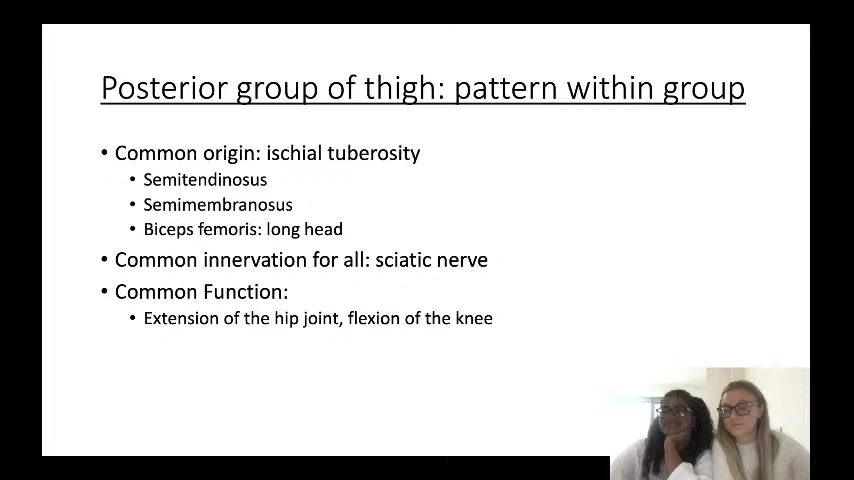 Posterior group of thigh: pattern within group
• Common origin: ischial tuberosity
• Semitendinosus
• Semimembranosus
• Biceps femoris: long head
• Common innervation for all: sciatic nerve
• Common Function:
• Extension of the hip joint, flexion of the knee